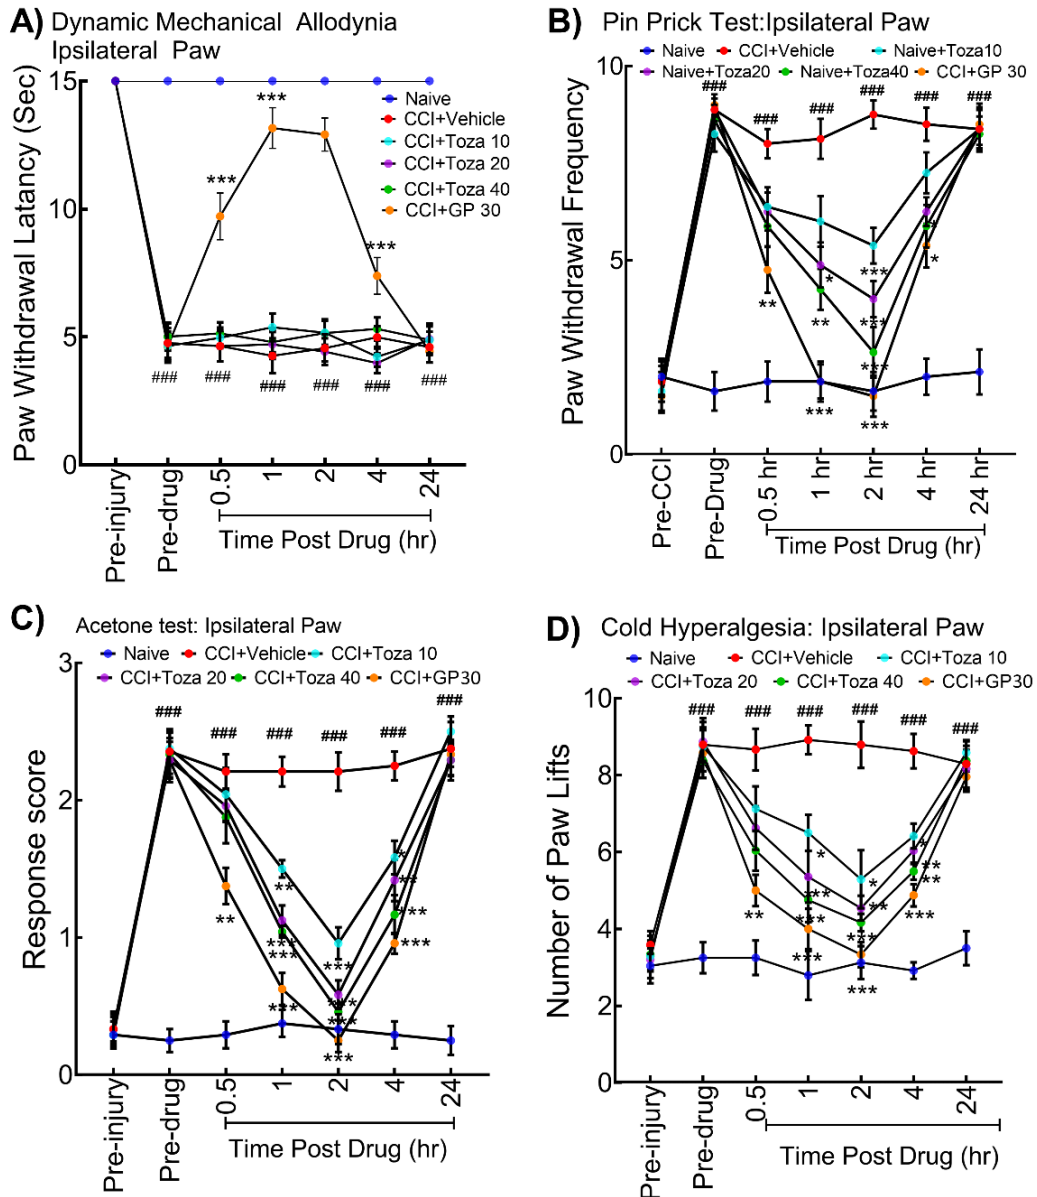 A) Dynamic Mechanical Allodynia
Ipsilateral Paw
Paw Withdrawal Latancy (Sec)
15
10
5
0
Naive
CCI+Vehicle
CCI+Toza 10
CCI+Toza 20
CCI+Toza 40
CCI+GP 30
***
***
***
### ### ### ### ### ###
Pre-injury Pre-drug 0.5 1 2 4 24
Time Post Drug (hr)
B) Pin Prick Test:Ipsilateral Paw
Naive CCI+Vehicle Naive+Toza10
Naive+Toza20 Naive+Toza40 CCI+GP 30
Paw Withdrawal Frequency
10
5
0
### ### ### ### ### ###
** * ** *** *** *** *** *** * *
Pre-CCI Pre-Drug 0.5 hr 1 hr 2 hr 4 hr 24 hr
Time Post Drug (hr)
C) Acetone test: Ipsilateral Paw
Naive CCI+Vehicle CCI+Toza 10
CCI+Toza 20 CCI+Toza 40 CCI+GP30
Response score
3
2
1
0
### ### ### ### ### ###
** ** *** *** *** *** *** *** *** * ** *** ***
Pre-injury Pre-drug 0.5 1 2 4 24
Time Post Drug (hr)
D) Cold Hyperalgesia: Ipsilateral Paw
Naive CCI+Vehicle CCI+Toza 10
CCI+Toza 20 CCI+Toza 40 CCI+GP30
Number of Paw Lifts
10
8
6
4
2
0
### ### ### ### ### ###
** * ** *** *** * ** *** *** * ** ** ***
Pre-injury Pre-drug 0.5 1 2 4 24
Time Post Drug (hr)